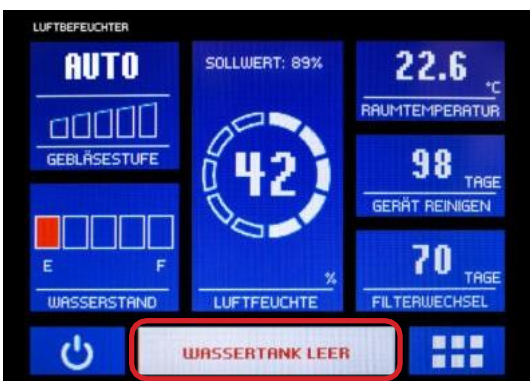 LUFTBEFEUCHTER
AUTO
GEBLÄSESTUFE
SOLLWERT: 89%
42
%
LUFTFEUCHTE
22.6 °C
RAUMTEMPERATUR
98 TAGE
GERÄT REINIGEN
70 TAGE
FILTERWECHSEL
E F
WASSERSTAND
WASSERTANK LEER